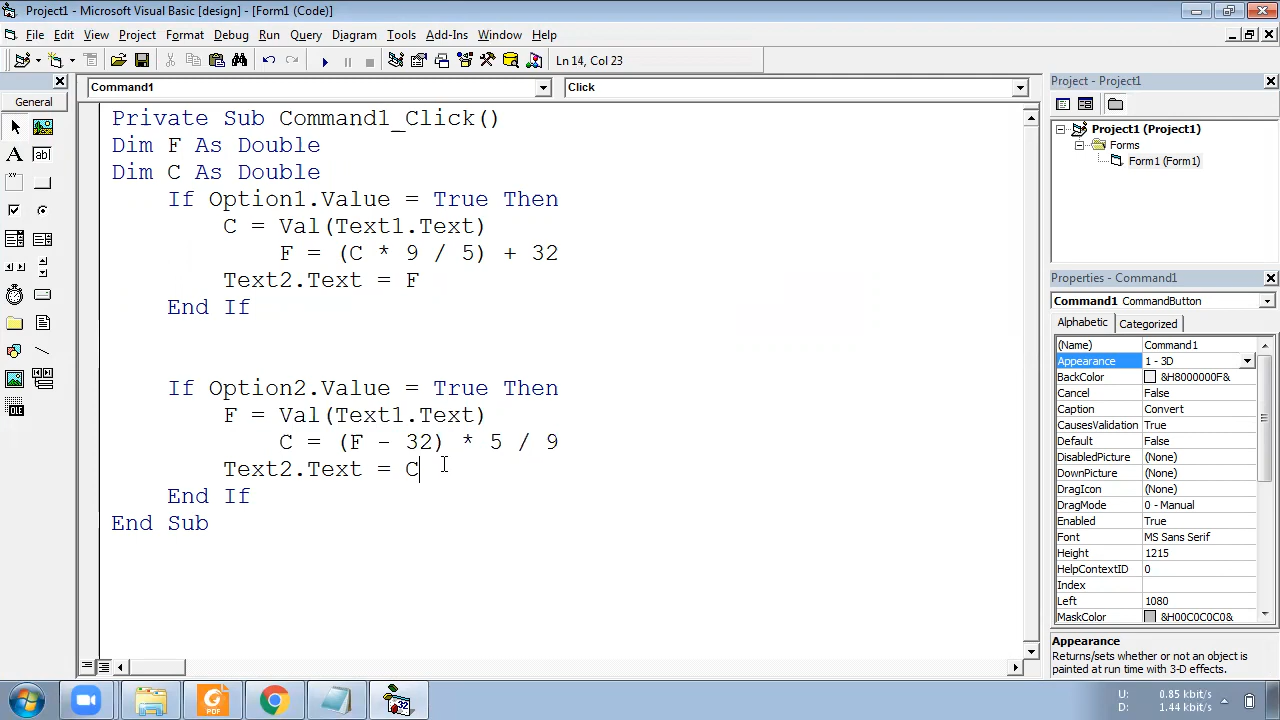 Project1 - Microsoft Visual Basic [design] - [Form1 (Code)]
File Edit View Project Format Debug Run Query Diagram Tools Add-Ins Window Help
Ln 14, Col 23
General
Command1 Click
Private Sub Command1_Click()
Dim F As Double
Dim C As Double
If Option1.Value = True Then
C = Val(Text1.Text)
F = (C * 9 / 5) + 32
Text2.Text = F
End If
If Option2.Value = True Then
F = Val(Text1.Text)
C = (F - 32) * 5 / 9
Text2.Text = C
End If
End Sub
Project - Project1
Project1 (Project1)
Forms
Form1 (Form1)
Properties - Command1
Command1 CommandButton
Alphabetic Categorized
(Name) Command1
Appearance 1 - 3D
BackColor &H8000000F&
Cancel False
Caption Convert
CausesValidation True
Default False
DisabledPicture (None)
DownPicture (None)
DragIcon (None)
DragMode 0 - Manual
Enabled True
Font MS Sans Serif
Height 1215
HelpContextID 0
Index
Left 1080
MaskColor &H00C0C0C0&
Appearance
Returns/sets whether or not an object is
painted at run time with 3-D effects.
U: 0.85 kbit/s
D: 1.44 kbit/s
PDF
32
OLE
A
ab